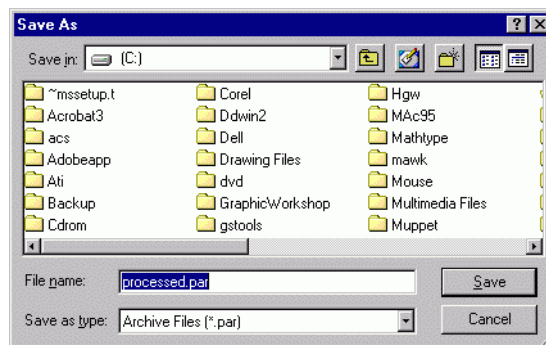 Save As
Save in: (C:)
~mssetup.t Corel Hgw
Acrobat3 Ddwin2 MAc95
acs Dell Mathtype
Adobeapp Drawing Files mawk
Ati dvd Mouse
Backup GraphicWorkshop Multimedia Files
Cdrom gstools Muppet
File name: processed.par Save
Save as type: Archive Files (*.par) Cancel